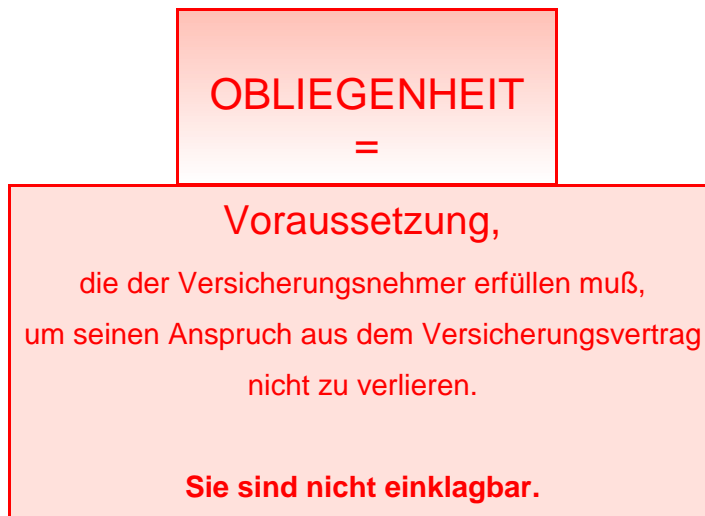 OBLIEGENHEIT
=
Voraussetzung,
die der Versicherungsnehmer erfüllen muß,
um seinen Anspruch aus dem Versicherungsvertrag
nicht zu verlieren.
Sie sind nicht einklagbar.